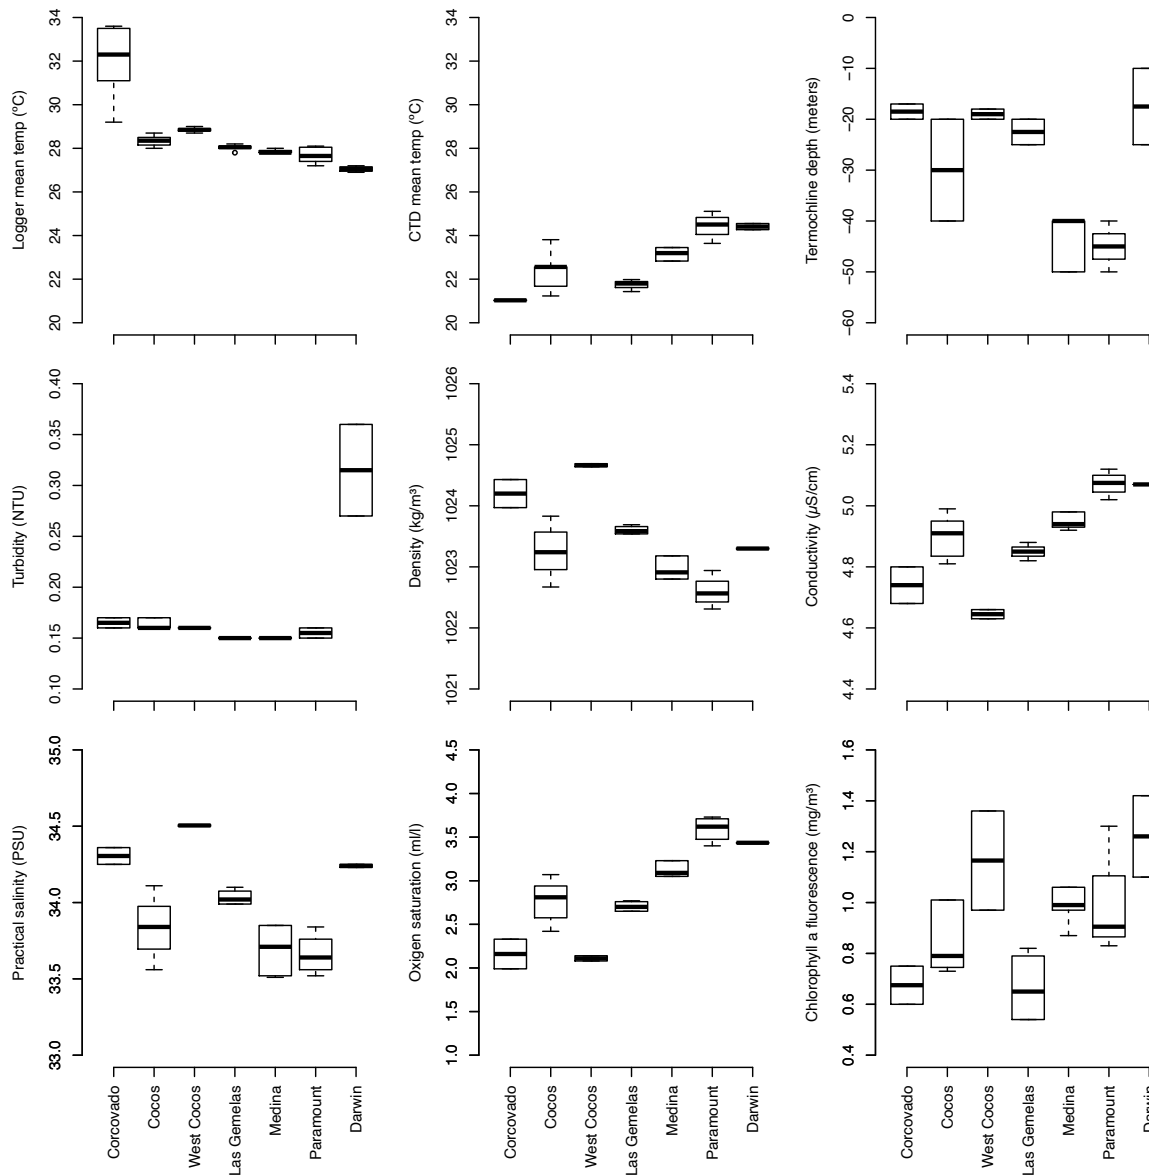 Logger mean temp (ºC)
20 22 24 26 28 30 32 34
CTD mean temp (ºC)
20 22 24 26 28 30 32 34
Termochline depth (meters)
−60 −50 −40 −30 −20 −10 0
Turbidity (NTU)
0.10 0.15 0.20 0.25 0.30 0.35 0.40
Density (kg/m³)
1021 1022 1023 1024 1025 1026
Conductivity (µS/cm)
4.4 4.6 4.8 5.0 5.2 5.4
Practical salinity (PSU)
33.0 33.5 34.0 34.5 35.0
Oxigen saturation (ml/l)
1.0 1.5 2.0 2.5 3.0 3.5 4.0 4.5
Chlorophyll a fluorescence (mg/m³)
0.4 0.6 0.8 1.0 1.2 1.4 1.6
Corcovado
Cocos
West Cocos
Las Gemelas
Medina
Paramount
Darwin
Corcovado
Cocos
West Cocos
Las Gemelas
Medina
Paramount
Darwin
Corcovado
Cocos
West Cocos
Las Gemelas
Medina
Paramount
Darwin